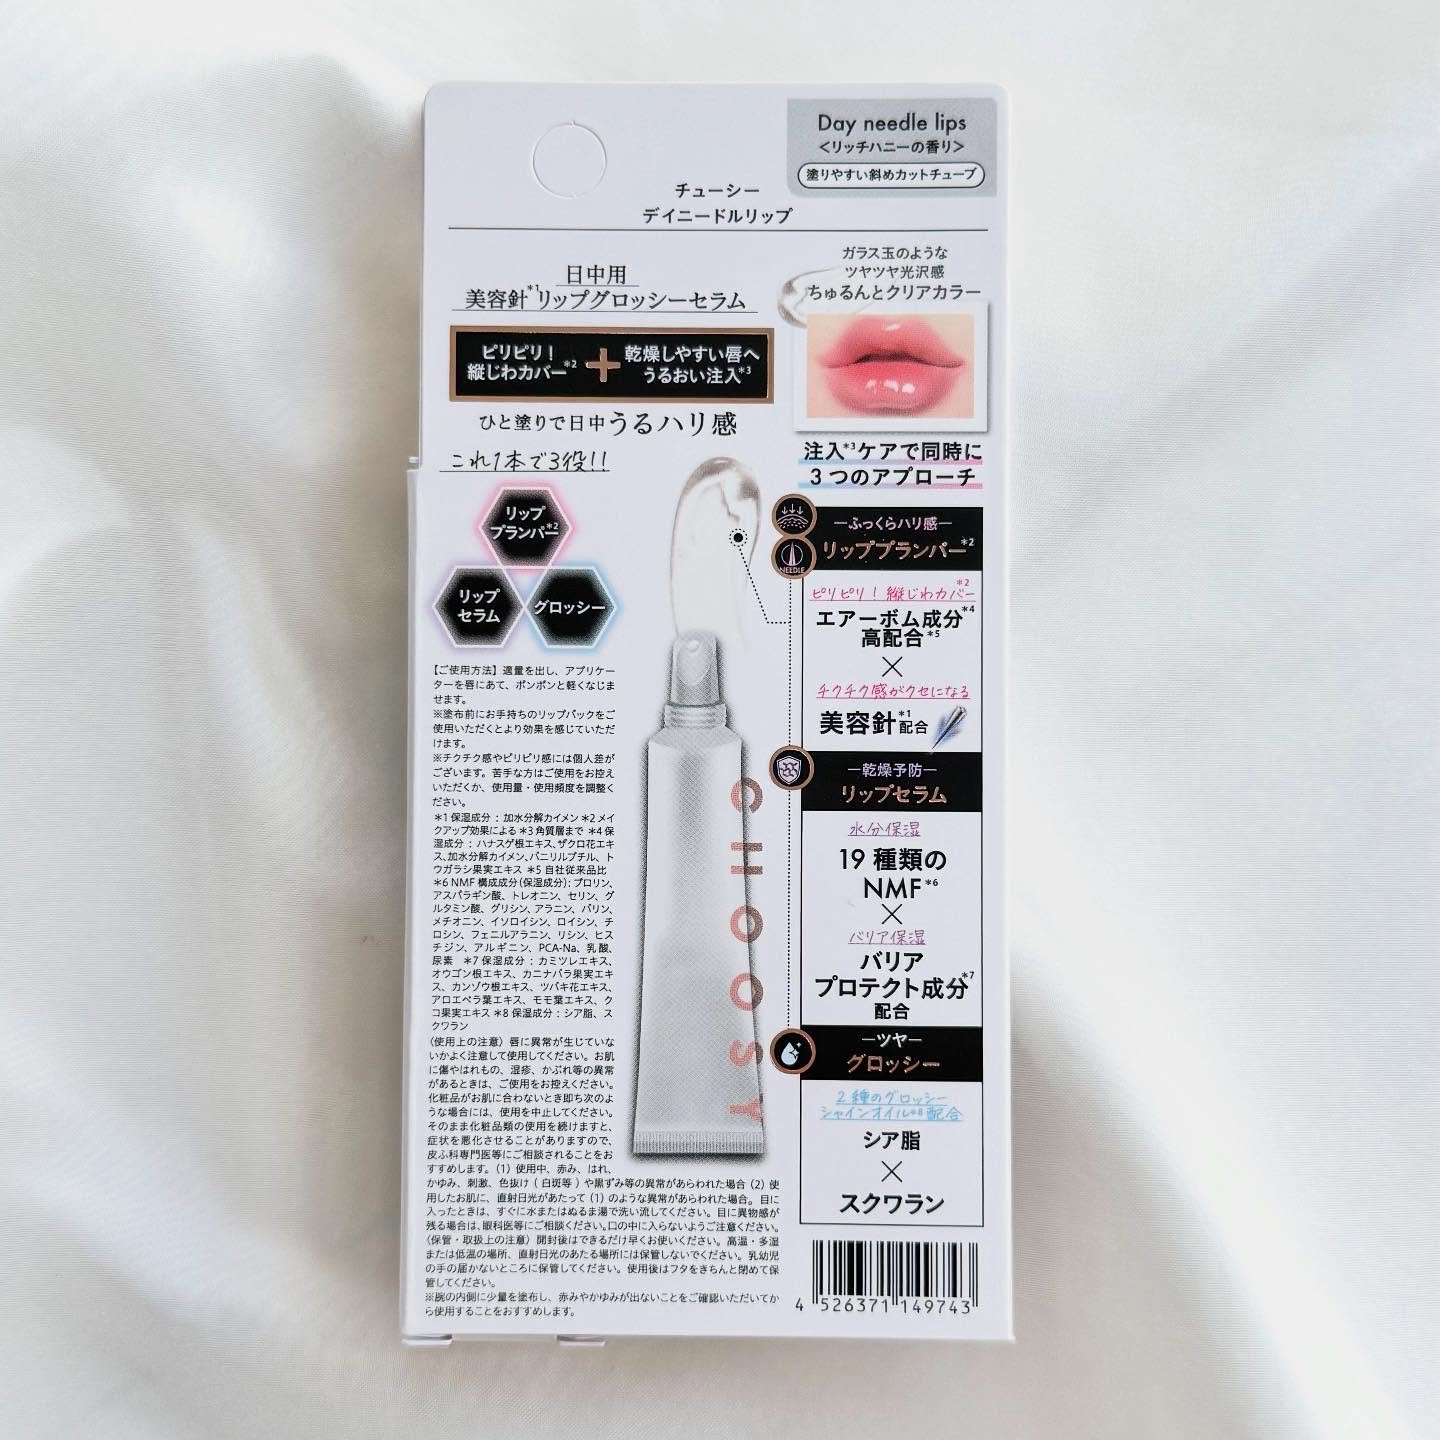 Day needle lips
<リッチハニーの香り>
塗りやすい斜めカットチューブ
チューシー
デイニードルリップ
日中用
美容針*1リップグロッシーセラム
ピリピリ!
縦じわカバー*2
+
乾燥しやすい唇へ
うるおい注入*3
ひと塗りで日中うるハリ感
これ1本で3役!!
リップ
プランパー*2
リップ
セラム
グロッシー
ガラス玉のような
ツヤツヤ光沢感
ちゅるんとクリアカラー
注入*3ケアで同時に
3つのアプローチ
NEEDLE
―ふっくらハリ感―
リッププランパー*2
ピリピリ!縦じわカバー*2
エアーボム成分*4
高配合*5
×
チクチク感がクセになる
美容針*1配合
―乾燥予防―
リップセラム
水分保湿
19種類の
NMF*6
×
バリア保湿
バリア
プロテクト成分*7
配合
―ツヤ―
グロッシー
2種のグロッシー
シャインオイル*8配合
シア脂
×
スクワラン
CHOOSY
【ご使用方法】適量を出し、アプリケー
ターを唇にあて、ポンポンと軽くなじま
せます。
※塗布前にお手持ちのリップパックをご
使用いただくとより効果を感じていただ
けます。
※チクチク感やピリピリ感には個人差が
ございます。苦手な方はご使用をお控え
いただくか、使用量・使用頻度を調整く
ださい。
*1保湿成分:加水分解カイメン *2メイ
クアップ効果による *3角質層まで *4保
湿成分:ハナスゲ根エキス、ザクロ花エキ
ス、加水分解カイメン、バニリルブチル、ト
ウガラシ果実エキス *5自社従来品比
*6NMF構成成分(保湿成分):プロリン、
アスパラギン酸、トレオニン、セリン、グ
ルタミン酸、グリシン、アラニン、バリン、
メチオニン、イソロイシン、ロイシン、チ
ロシン、フェニルアラニン、リシン、ヒス
チジン、アルギニン、PCA-Na、乳酸、
尿素 *7保湿成分:カミツレエキス、
オウゴン根エキス、カニナバラ果実エキ
ス、カンゾウ根エキス、ツバキ花エキス、
アロエベラ葉エキス、モモ葉エキス、ク
コ果実エキス *8保湿成分:シア脂、ス
クワラン
〈使用上の注意〉唇に異常が生じていな
いかよく注意して使用してください。お肌
に傷やはれもの、湿疹、かぶれ等の異常
があるときは、ご使用をお控えください。
化粧品がお肌に合わないとき即ち次のよ
うな場合には、使用を中止してください。
そのまま化粧品類の使用を続けますと、
症状を悪化させることがありますので、
皮ふ科専門医等にご相談されることをお
すすめします。(1)使用中、赤み、はれ、
かゆみ、刺激、色抜け(白斑等)や黒ずみ等の異常があらわれた場合(2)使
用したお肌に、直射日光があたって(1)のような異常があらわれた場合。目に
入ったときは、すぐに水またはぬるま湯で洗い流してください。目に異物感が
残る場合は、眼科医等にご相談ください。口の中に入らないようご注意ください。
〈保管・取扱上の注意〉開封後はできるだけ早くお使いください。高温・多湿
または低温の場所、直射日光のあたる場所には保管しないでください。乳幼児
の手の届かないところに保管してください。使用後はフタをきちんと閉めて保
管してください。
※腕の内側に少量を塗布し、赤みやかゆみが出ないことをご確認いただいてか
ら使用することをおすすめします。
4 526371 149743